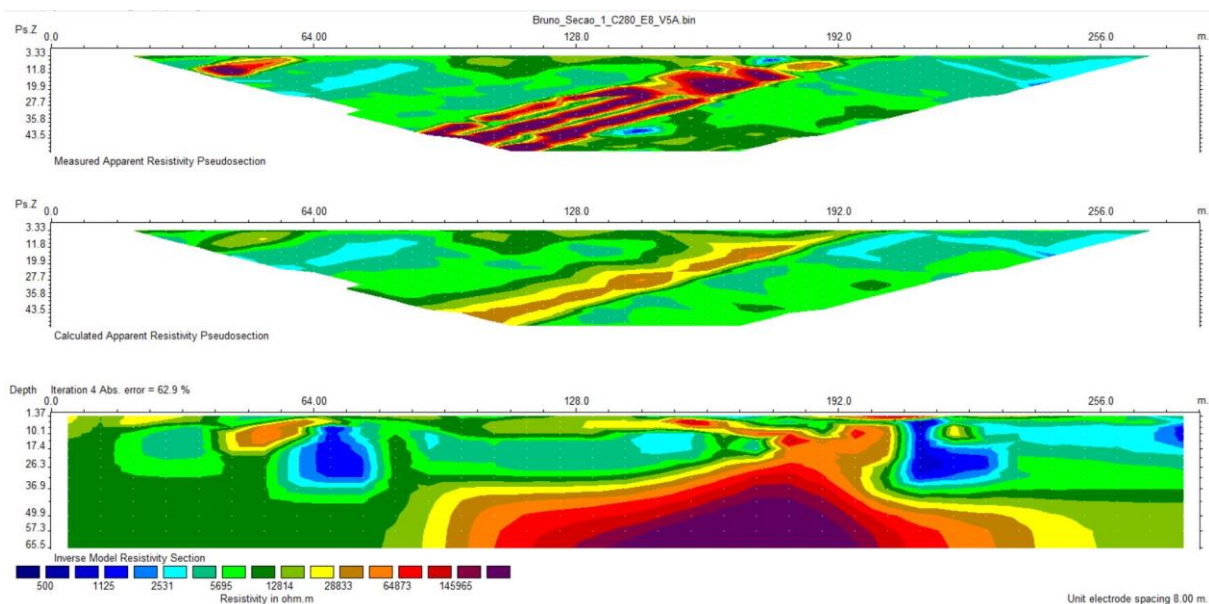 Bruno_Secao_1_C280_E8_V5A.bin
Ps.Z 0.0 64.00 128.0 192.0 256.0 m.
3.33
11.8
19.9
27.7
35.8
43.5
Measured Apparent Resistivity Pseudosection
Ps.Z 0.0 64.00 128.0 192.0 256.0 m.
3.33
11.8
19.9
27.7
35.8
43.5
Calculated Apparent Resistivity Pseudosection
Depth Iteration 4 Abs. error = 62.9 %
0.0 64.00 128.0 192.0 256.0 m.
1.37
10.1
17.4
26.3
36.9
49.9
57.3
65.5
Inverse Model Resistivity Section
500 1125 2531 5695 12814 28833 64873 145965
Resistivity in ohm.m
Unit electrode spacing 8.00 m.